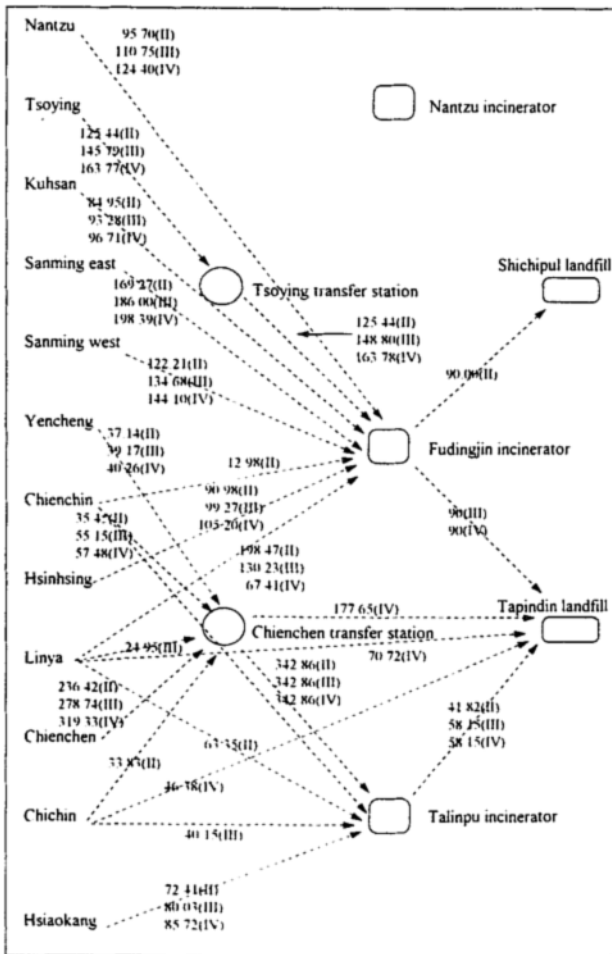 Nantzu
95 70(II)
110 75(III)
124 40(IV)
Nantzu incinerator
Tsoying
125 44(II)
145 79(III)
163 77(IV)
Kuhsan
84 95(II)
93 28(III)
96 71(IV)
Sanming east
169 27(II)
186 00(III)
198 39(IV)
Tsoying transfer station
Shichipul landfill
125 44(II)
148 80(III)
163 78(IV)
Sanming west
122 21(II)
134 68(III)
144 10(IV)
90.00(II)
Yencheng
37 14(II)
39 17(III)
40 26(IV)
Fudingjin incinerator
12 98(II)
Chienchin
35 45(II)
55 15(III)
57 48(IV)
90 98(II)
99 27(III)
105 26(IV)
90(III)
90(IV)
Hsinhsing
198 47(II)
130 23(III)
67 41(IV)
177 65(IV)
Tapindin landfill
Chienchen transfer station
Linya
24 95(III)
70 72(IV)
342 86(II)
342 86(III)
342 86(IV)
236 42(II)
278 74(III)
319 33(IV)
41 82(II)
58 15(III)
58 15(IV)
Chienchen
63 35(II)
33 83(II)
46 38(IV)
Chichin
Talinpu incinerator
40 15(III)
72 41(II)
80 03(III)
85 72(IV)
Hsiaokang